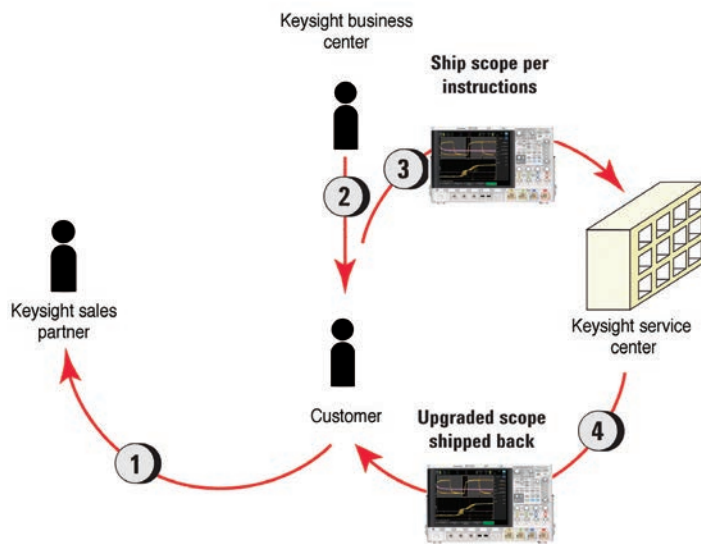 Keysight business
center
Ship scope per
instructions
3
2
Keysight sales
partner
Keysight service
center
Customer
Upgraded scope
shipped back
4
1